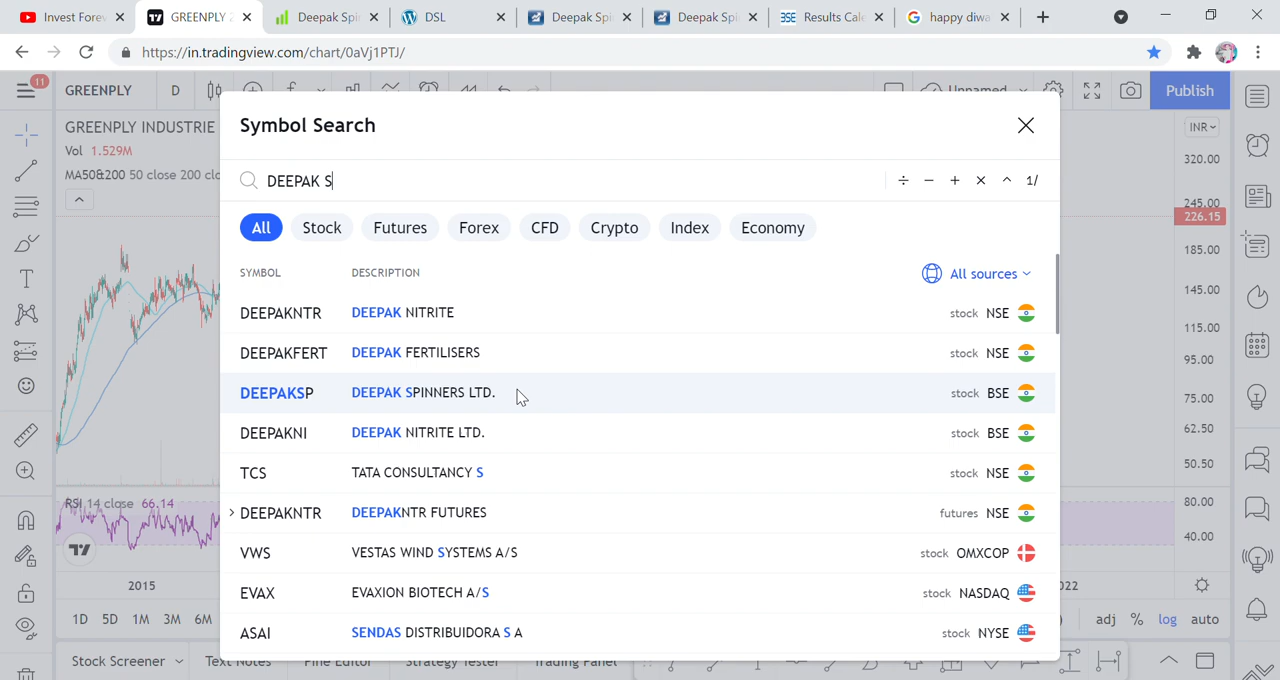 Invest Forev
GREENPLY 2
Deepak Spi
DSL
Deepak Spi
Deepak Spi
BSE Results Cale
happy diwa
https://in.tradingview.com/chart/0aVj1PTJ/
11
GREENPLY
D
Unnamed
Publish
GREENPLY INDUSTRIE
Vol 1.529M
MA50&200 50 close 200 clo
INR
Symbol Search
DEEPAK S
÷ − + × ^ 1/
All
Stock
Futures
Forex
CFD
Crypto
Index
Economy
SYMBOL
DESCRIPTION
All sources
DEEPAKNTR DEEPAK NITRITE stock NSE
DEEPAKFERT DEEPAK FERTILISERS stock NSE
DEEPAKSP DEEPAK SPINNERS LTD. stock BSE
DEEPAKNI DEEPAK NITRITE LTD. stock BSE
TCS TATA CONSULTANCY S stock NSE
DEEPAKNTR DEEPAKNTR FUTURES futures NSE
VWS VESTAS WIND SYSTEMS A/S stock OMXCOP
EVAX EVAXION BIOTECH A/S stock NASDAQ
ASAI SENDAS DISTRIBUIDORA S A stock NYSE
320.00
245.00
226.15
185.00
145.00
115.00
95.00
75.00
62.50
50.50
80.00
40.00
RSI 14 close 66.14
2015
022
1D 5D 1M 3M 6M
adj % log auto
Stock Screener
Text Notes
Pine Editor
Strategy Tester
Trading Panel